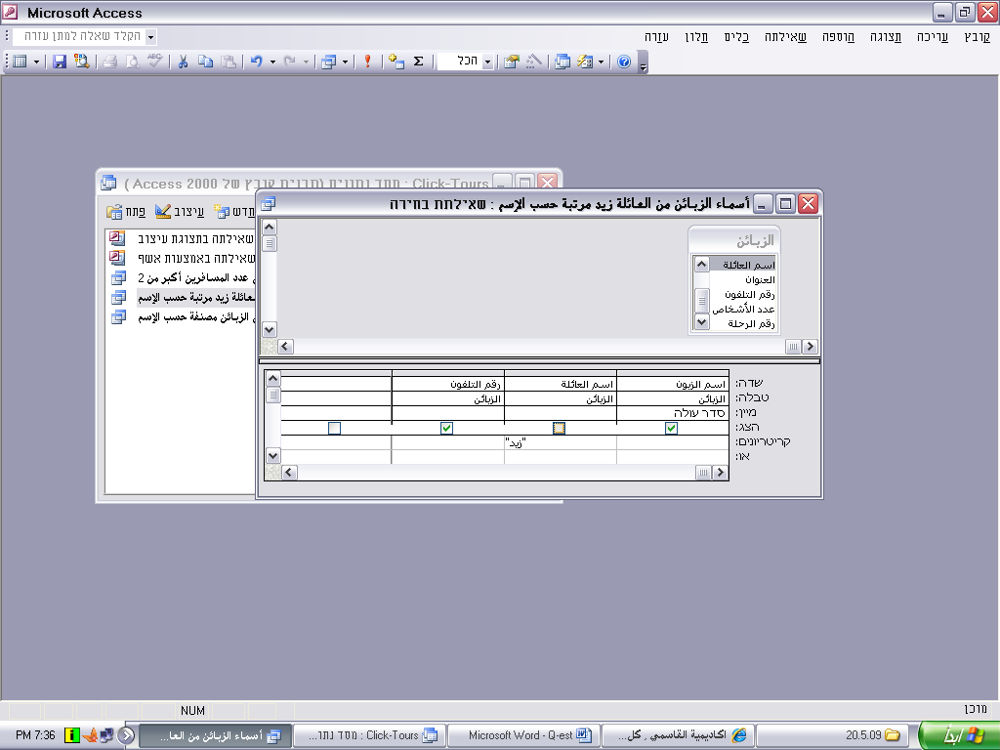 Microsoft Access
קובץ עריכה תצוגה הוספה שאילתה כלים חלון עזרה
הקלד שאלה למתן עזרה
הכל
Click-Tours : מסד נתונים (תבנית קובץ של Access 2000 )
פתח עיצוב חדש
שאילתה בתצוגת עיצוב
שאילתה באמצעות אשף
عدد المسافرين أكبر من 2
العائلة زيد مرتبة حسب الإسم
الزبائن مصنفة حسب الإسم
أسماء الزبائن من العائلة زيد مرتبة حسب الإسم : שאילתת בחירה
الزبائن
اسم العائلة
العنوان
رقم التلفون
عدد الأشخاص
رقم الرحلة
שדה: اسم الزبون اسم العائلة رقم التلفون
טבלה: الزبائن الزبائن الزبائن
מיין: סדר עולה
הצג:
קריטריונים: "زيد"
או:
מוכן
NUM
ابدأ
20.5.09
اكاديمية القاسمي , كل...
Microsoft Word - Q-est
Click-Tours : מסד נתו...
أسماء الزبائن من العا...
PM 7:36